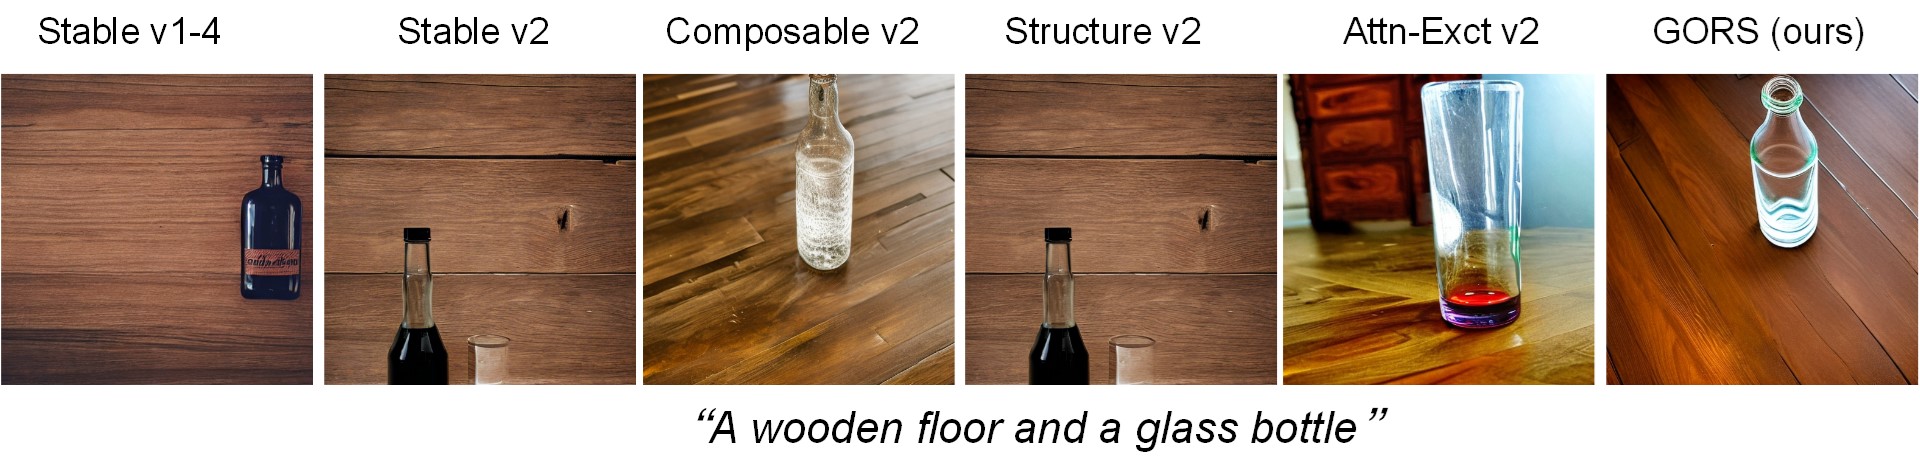 Stable v1-4 Stable v2 Composable v2 Structure v2 Attn-Exct v2 GORS (ours)
“A wooden floor and a glass bottle”